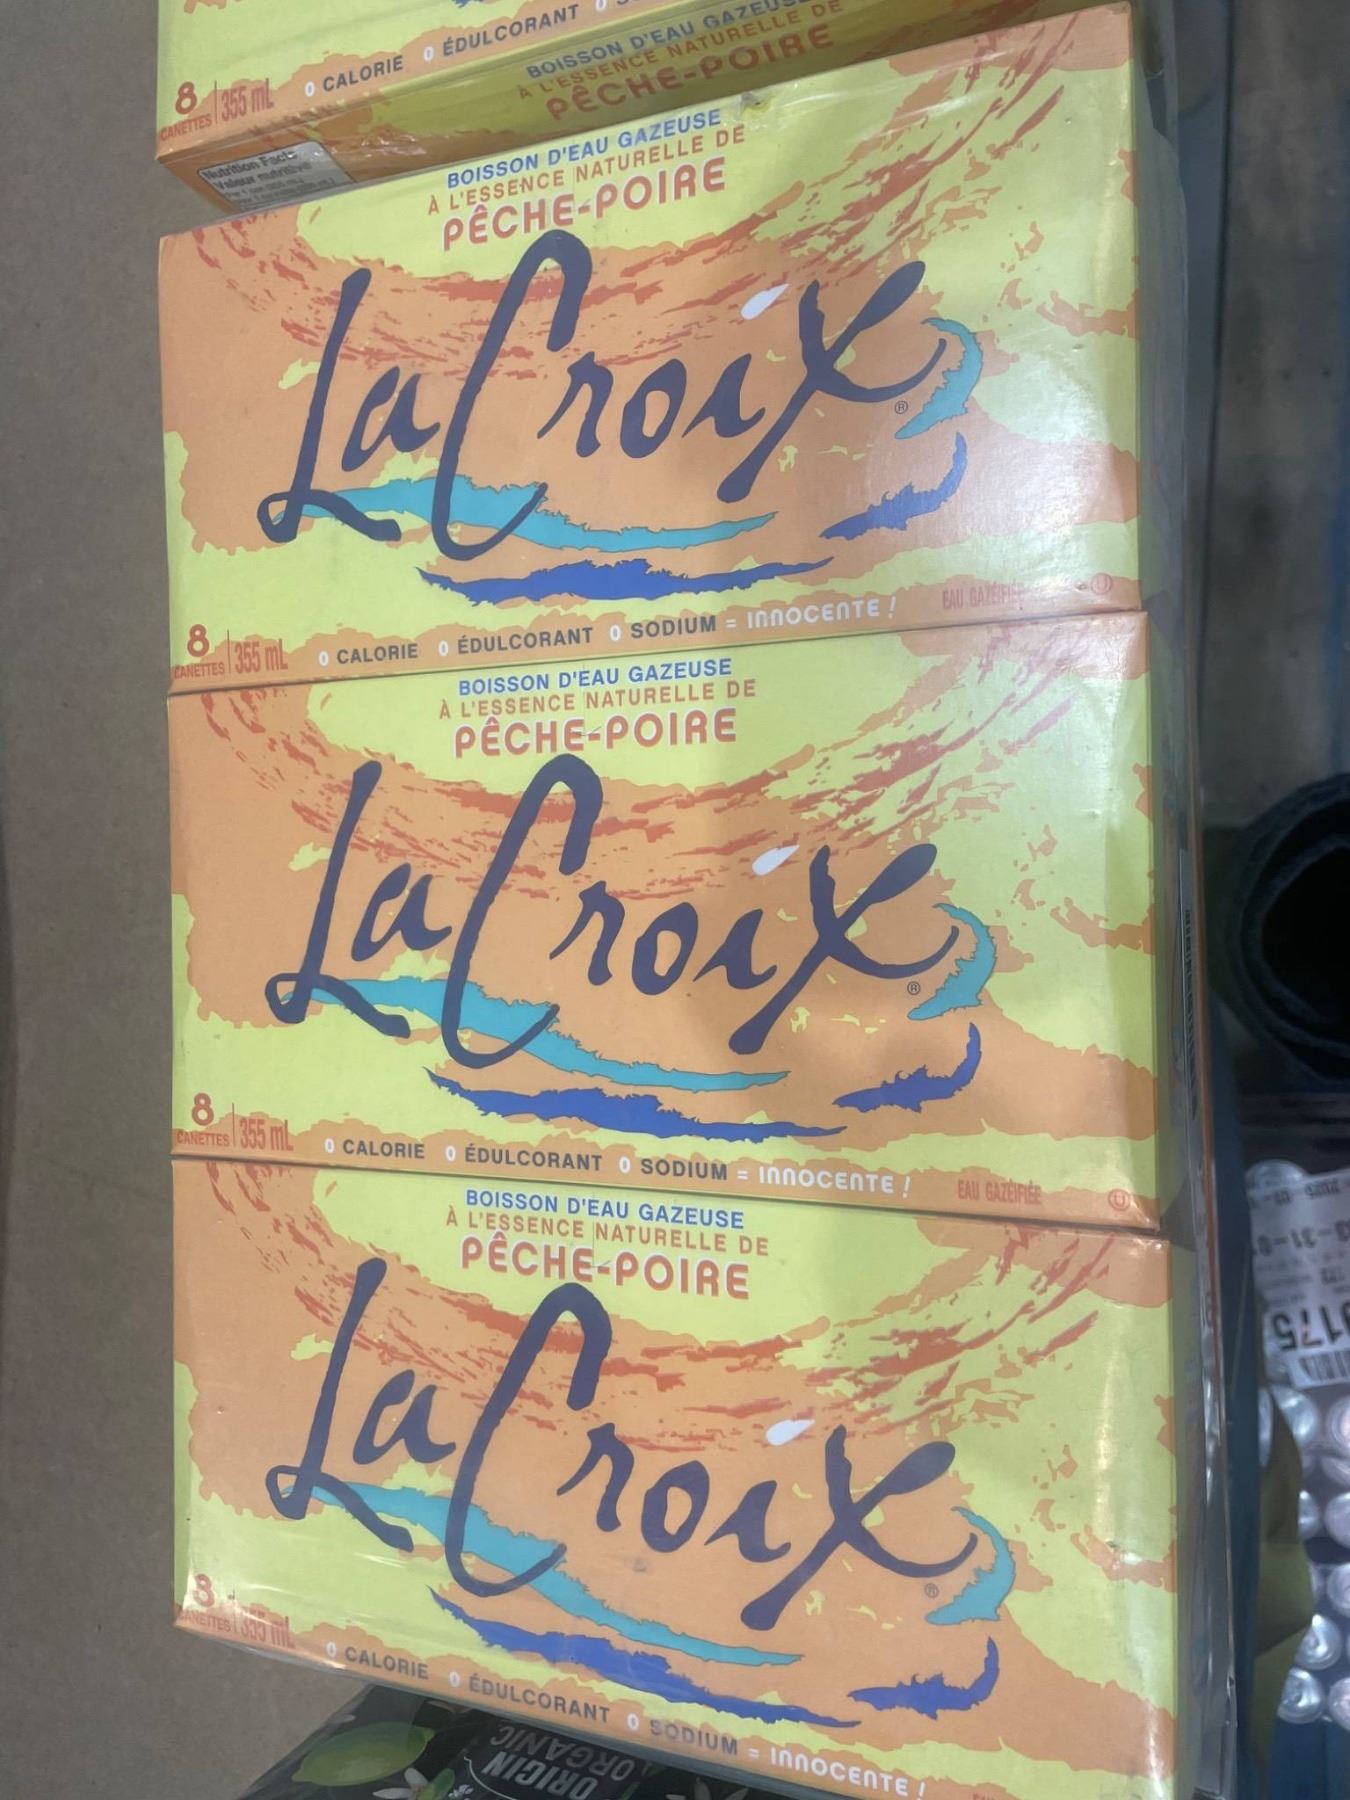 0 CALORIE 0 ÉDULCORANT 0
8 CANETTES 355 mL
BOISSON D'EAU GAZEUSE
À L'ESSENCE NATURELLE DE
PÊCHE-POIRE
Nutrition Facts
Valeur nutritive
BOISSON D'EAU GAZEUSE
À L'ESSENCE NATURELLE DE
PÊCHE-POIRE
LaCroix®
8 CANETTES 355 mL
0 CALORIE 0 ÉDULCORANT 0 SODIUM = INNOCENTE !
EAU GAZÉIFIÉE
BOISSON D'EAU GAZEUSE
À L'ESSENCE NATURELLE DE
PÊCHE-POIRE
LaCroix®
8 CANETTES 355 mL
0 CALORIE 0 ÉDULCORANT 0 SODIUM = INNOCENTE !
EAU GAZÉIFIÉE
BOISSON D'EAU GAZEUSE
À L'ESSENCE NATURELLE DE
PÊCHE-POIRE
LaCroix®
8 CANETTES 355 mL
0 CALORIE 0 ÉDULCORANT 0 SODIUM = INNOCENTE !
ORIGIN
ORGANIC